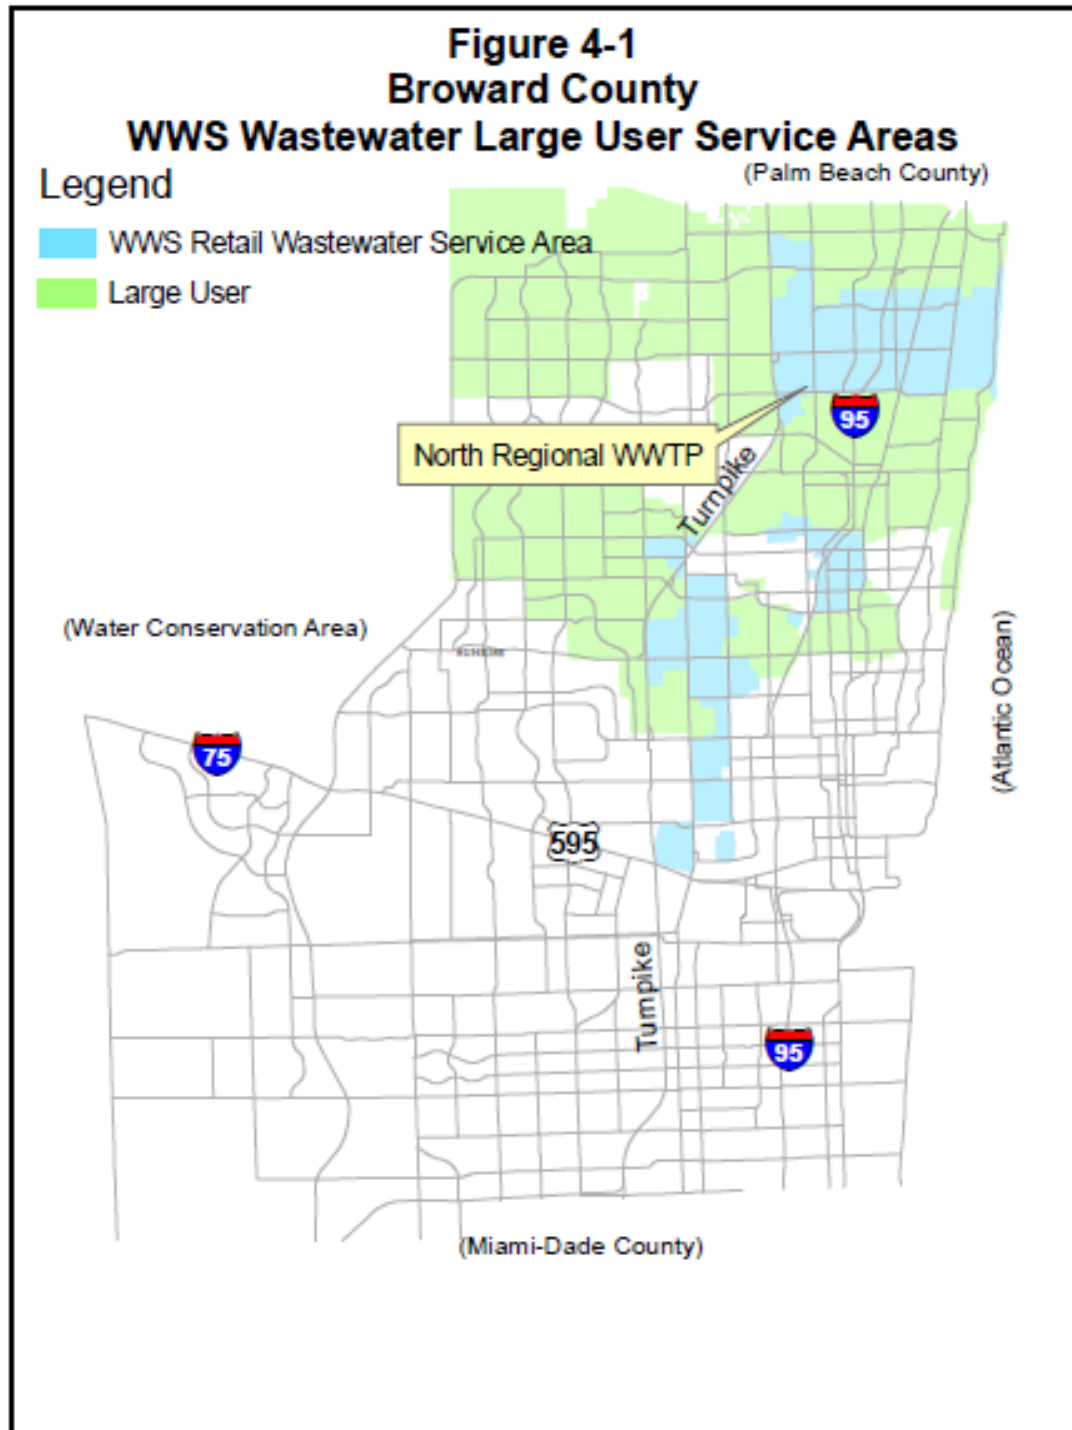 Figure 4-1
Broward County
WWS Wastewater Large User Service Areas
(Palm Beach County)
Legend
WWS Retail Wastewater Service Area
Large User
95
North Regional WWTP
Turnpike
(Water Conservation Area)
(Atlantic Ocean)
75
595
Turnpike
95
(Miami-Dade County)